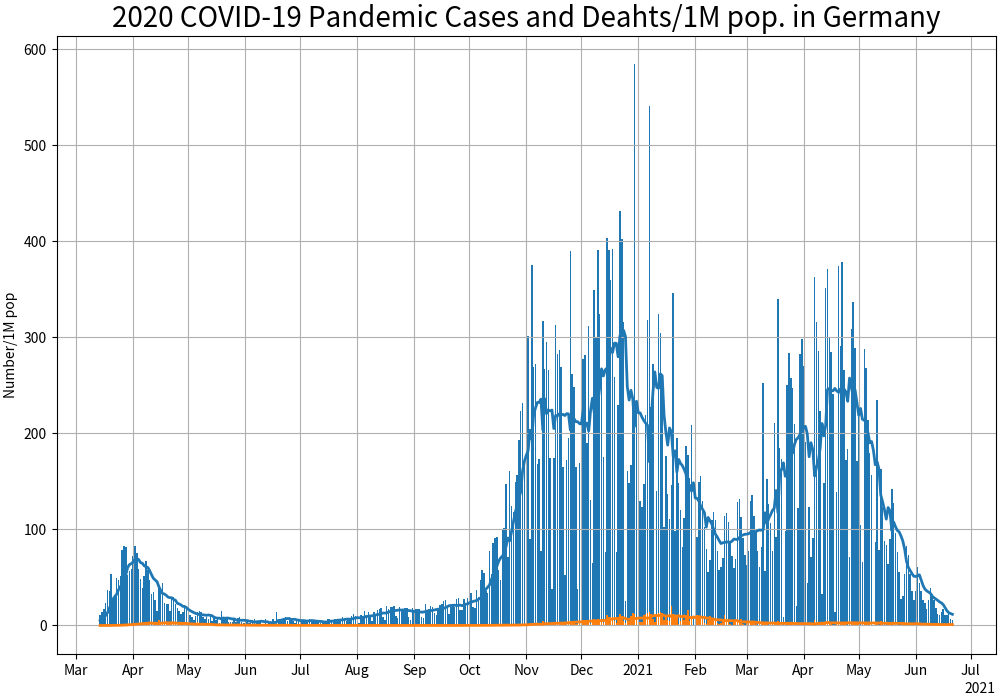 2020 COVID-19 Pandemic Cases and Deahts/1M pop. in Germany
Number/1M pop
600
500
400
300
200
100
0
Mar Apr May Jun Jul Aug Sep Oct Nov Dec 2021 Feb Mar Apr May Jun Jul
2021